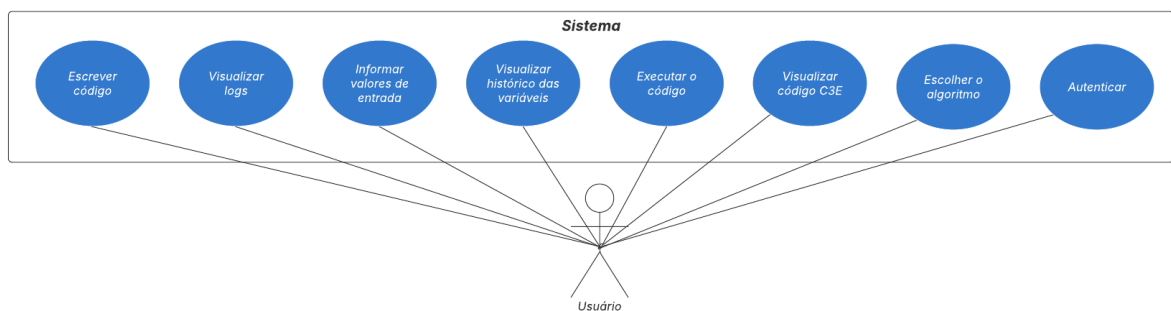 Sistema
Escrever
código
Visualizar
logs
Informar
valores de
entrada
Visualizar
histórico das
variáveis
Executar o
código
Visualizar
código C3E
Escolher o
algoritmo
Autenticar
Usuário